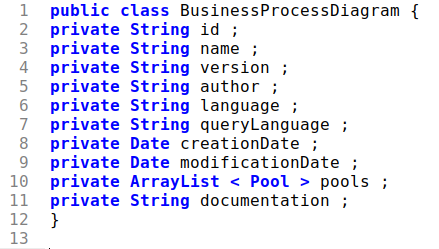 1 public class BusinessProcessDiagram {
2 private String id ;
3 private String name ;
4 private String version ;
5 private String author ;
6 private String language ;
7 private String queryLanguage ;
8 private Date creationDate ;
9 private Date modificationDate ;
10 private ArrayList < Pool > pools ;
11 private String documentation ;
12 }
13